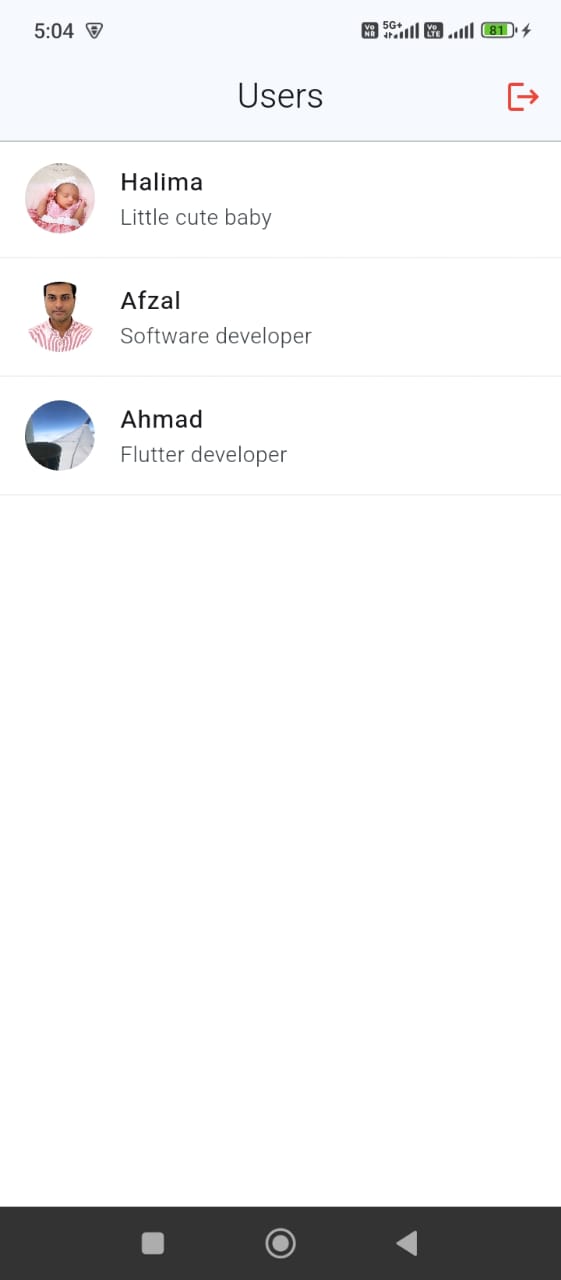 5:04
Vo NR 5G+ Vo LTE 81
Users
Halima
Little cute baby
Afzal
Software developer
Ahmad
Flutter developer